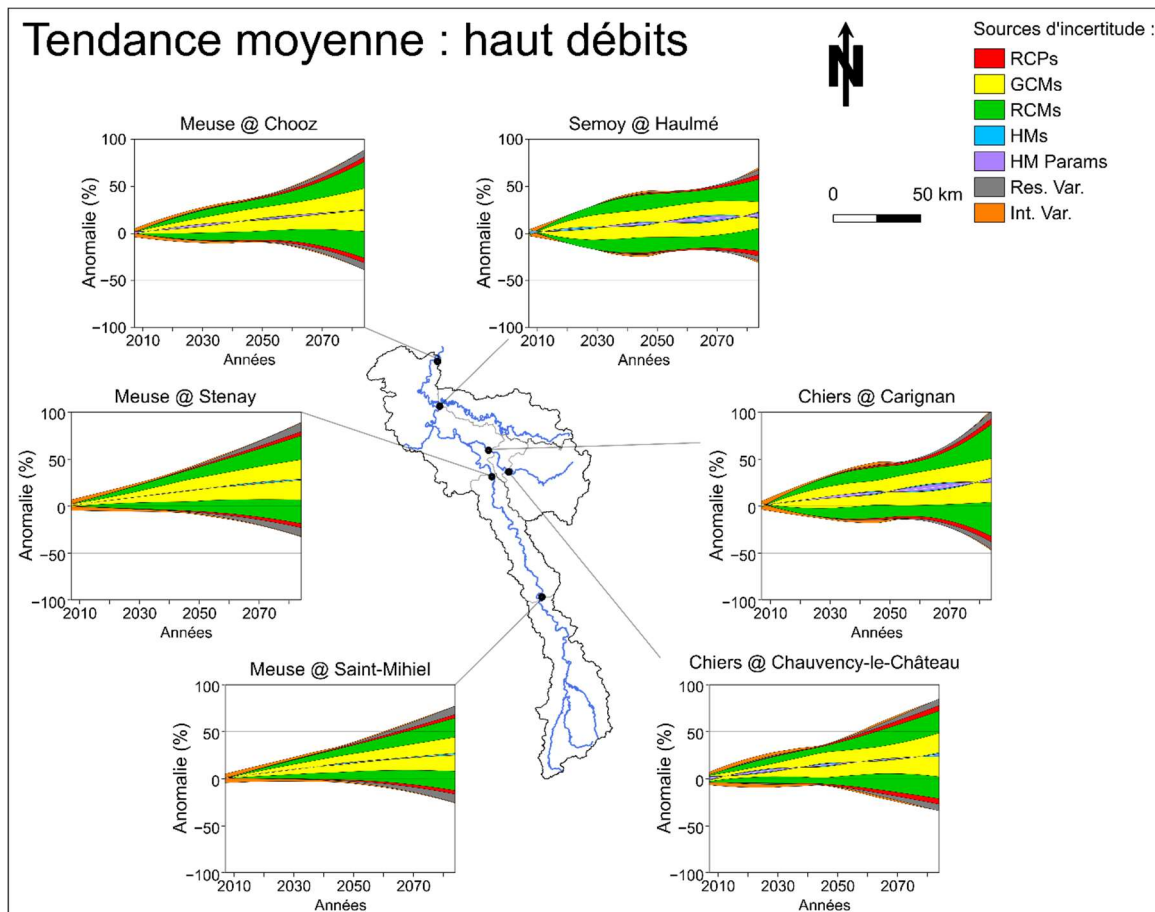 Tendance moyenne : haut débits
N
Sources d'incertitude :
RCPs
GCMs
RCMs
HMs
HM Params
Res. Var.
Int. Var.
0 50 km
Meuse @ Chooz
Anomalie (%)
100
50
0
−50
−100
2010 2030 2050 2070
Années
Semoy @ Haulmé
Anomalie (%)
100
50
0
−50
−100
2010 2030 2050 2070
Années
Meuse @ Stenay
Anomalie (%)
100
50
0
−50
−100
2010 2030 2050 2070
Années
Chiers @ Carignan
Anomalie (%)
100
50
0
−50
−100
2010 2030 2050 2070
Années
Meuse @ Saint-Mihiel
Anomalie (%)
100
50
0
−50
−100
2010 2030 2050 2070
Années
Chiers @ Chauvency-le-Château
Anomalie (%)
100
50
0
−50
−100
2010 2030 2050 2070
Années